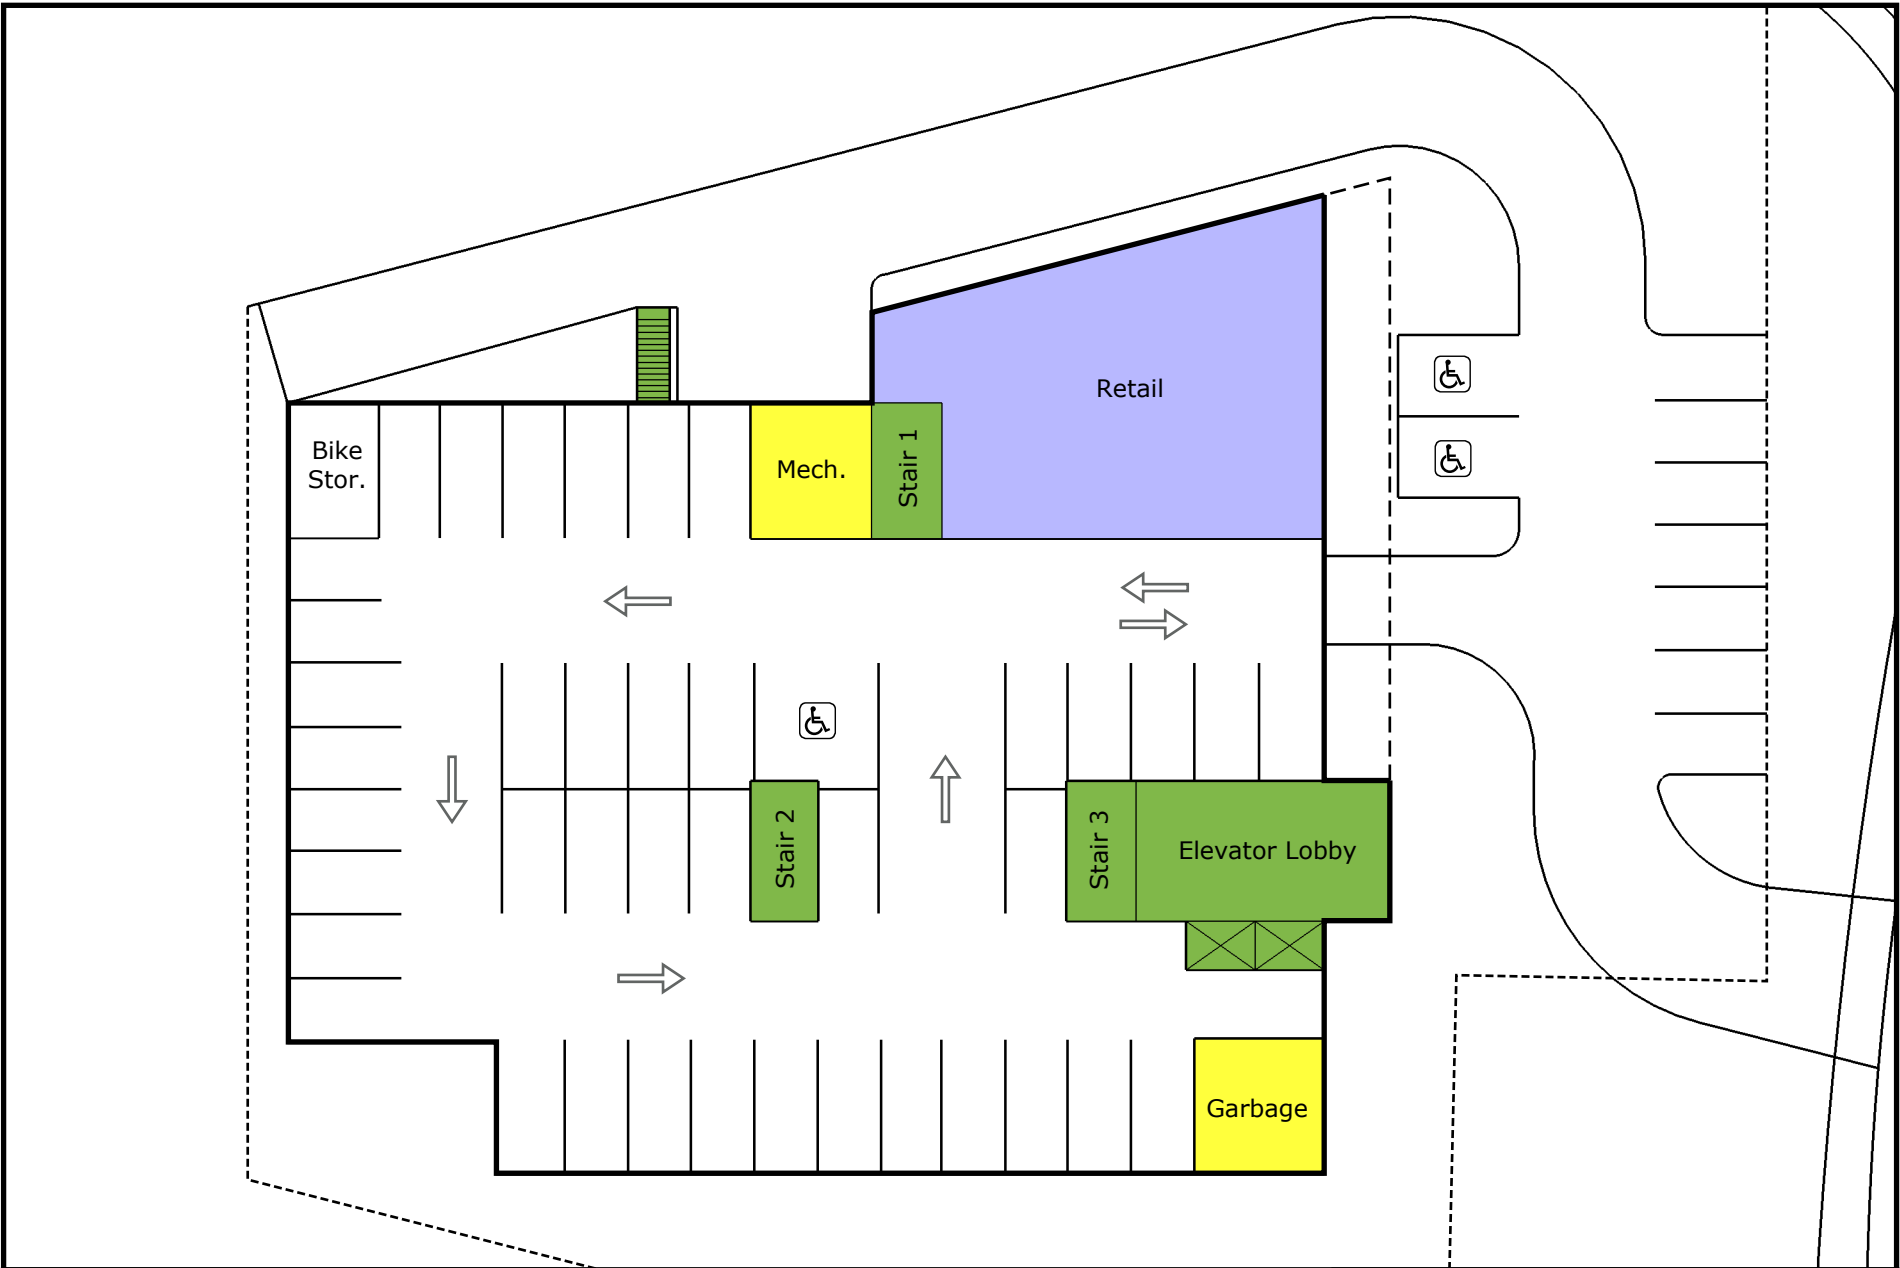 Retail
Bike
Stor.
Mech.
Stair 1
Stair 2
Stair 3
Elevator Lobby
Garbage